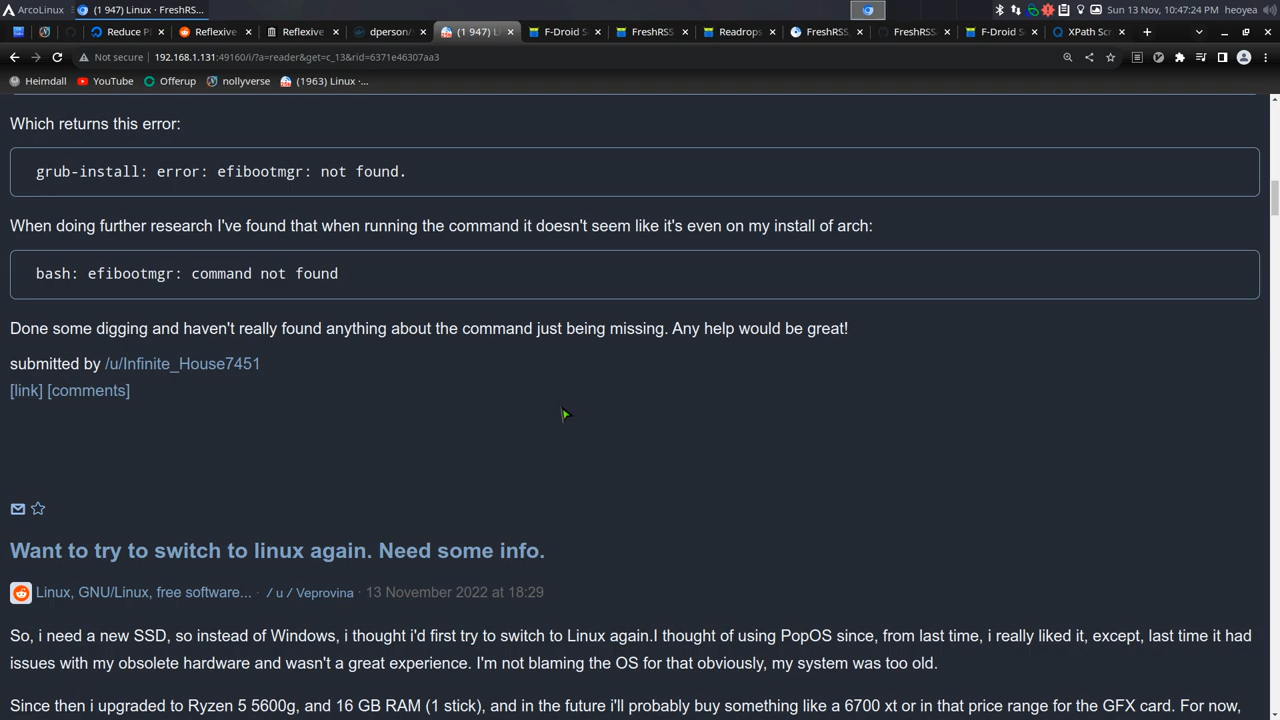 ArcoLinux (1 947) Linux · FreshRS... Sun 13 Nov, 10:47:24 PM heoyea
Reduce Pl Reflexive Reflexive dperson/ (1 947) L F-Droid S FreshRSS Readrops FreshRSS, FreshRSS F-Droid S XPath Scr
Not secure 192.168.1.131:49160/i/?a=reader&get=c_13&rid=6371e46307aa3
Heimdall YouTube Offerup nollyverse (1963) Linux ·...
Which returns this error:
grub-install: error: efibootmgr: not found.
When doing further research I've found that when running the command it doesn't seem like it's even on my install of arch:
bash: efibootmgr: command not found
Done some digging and haven't really found anything about the command just being missing. Any help would be great!
submitted by /u/Infinite_House7451
[link] [comments]
Want to try to switch to linux again. Need some info.
Linux, GNU/Linux, free software... · / u / Veprovina · 13 November 2022 at 18:29
So, i need a new SSD, so instead of Windows, i thought i'd first try to switch to Linux again.I thought of using PopOS since, from last time, i really liked it, except, last time it had
issues with my obsolete hardware and wasn't a great experience. I'm not blaming the OS for that obviously, my system was too old.
Since then i upgraded to Ryzen 5 5600g, and 16 GB RAM (1 stick), and in the future i'll probably buy something like a 6700 xt or in that price range for the GFX card. For now,